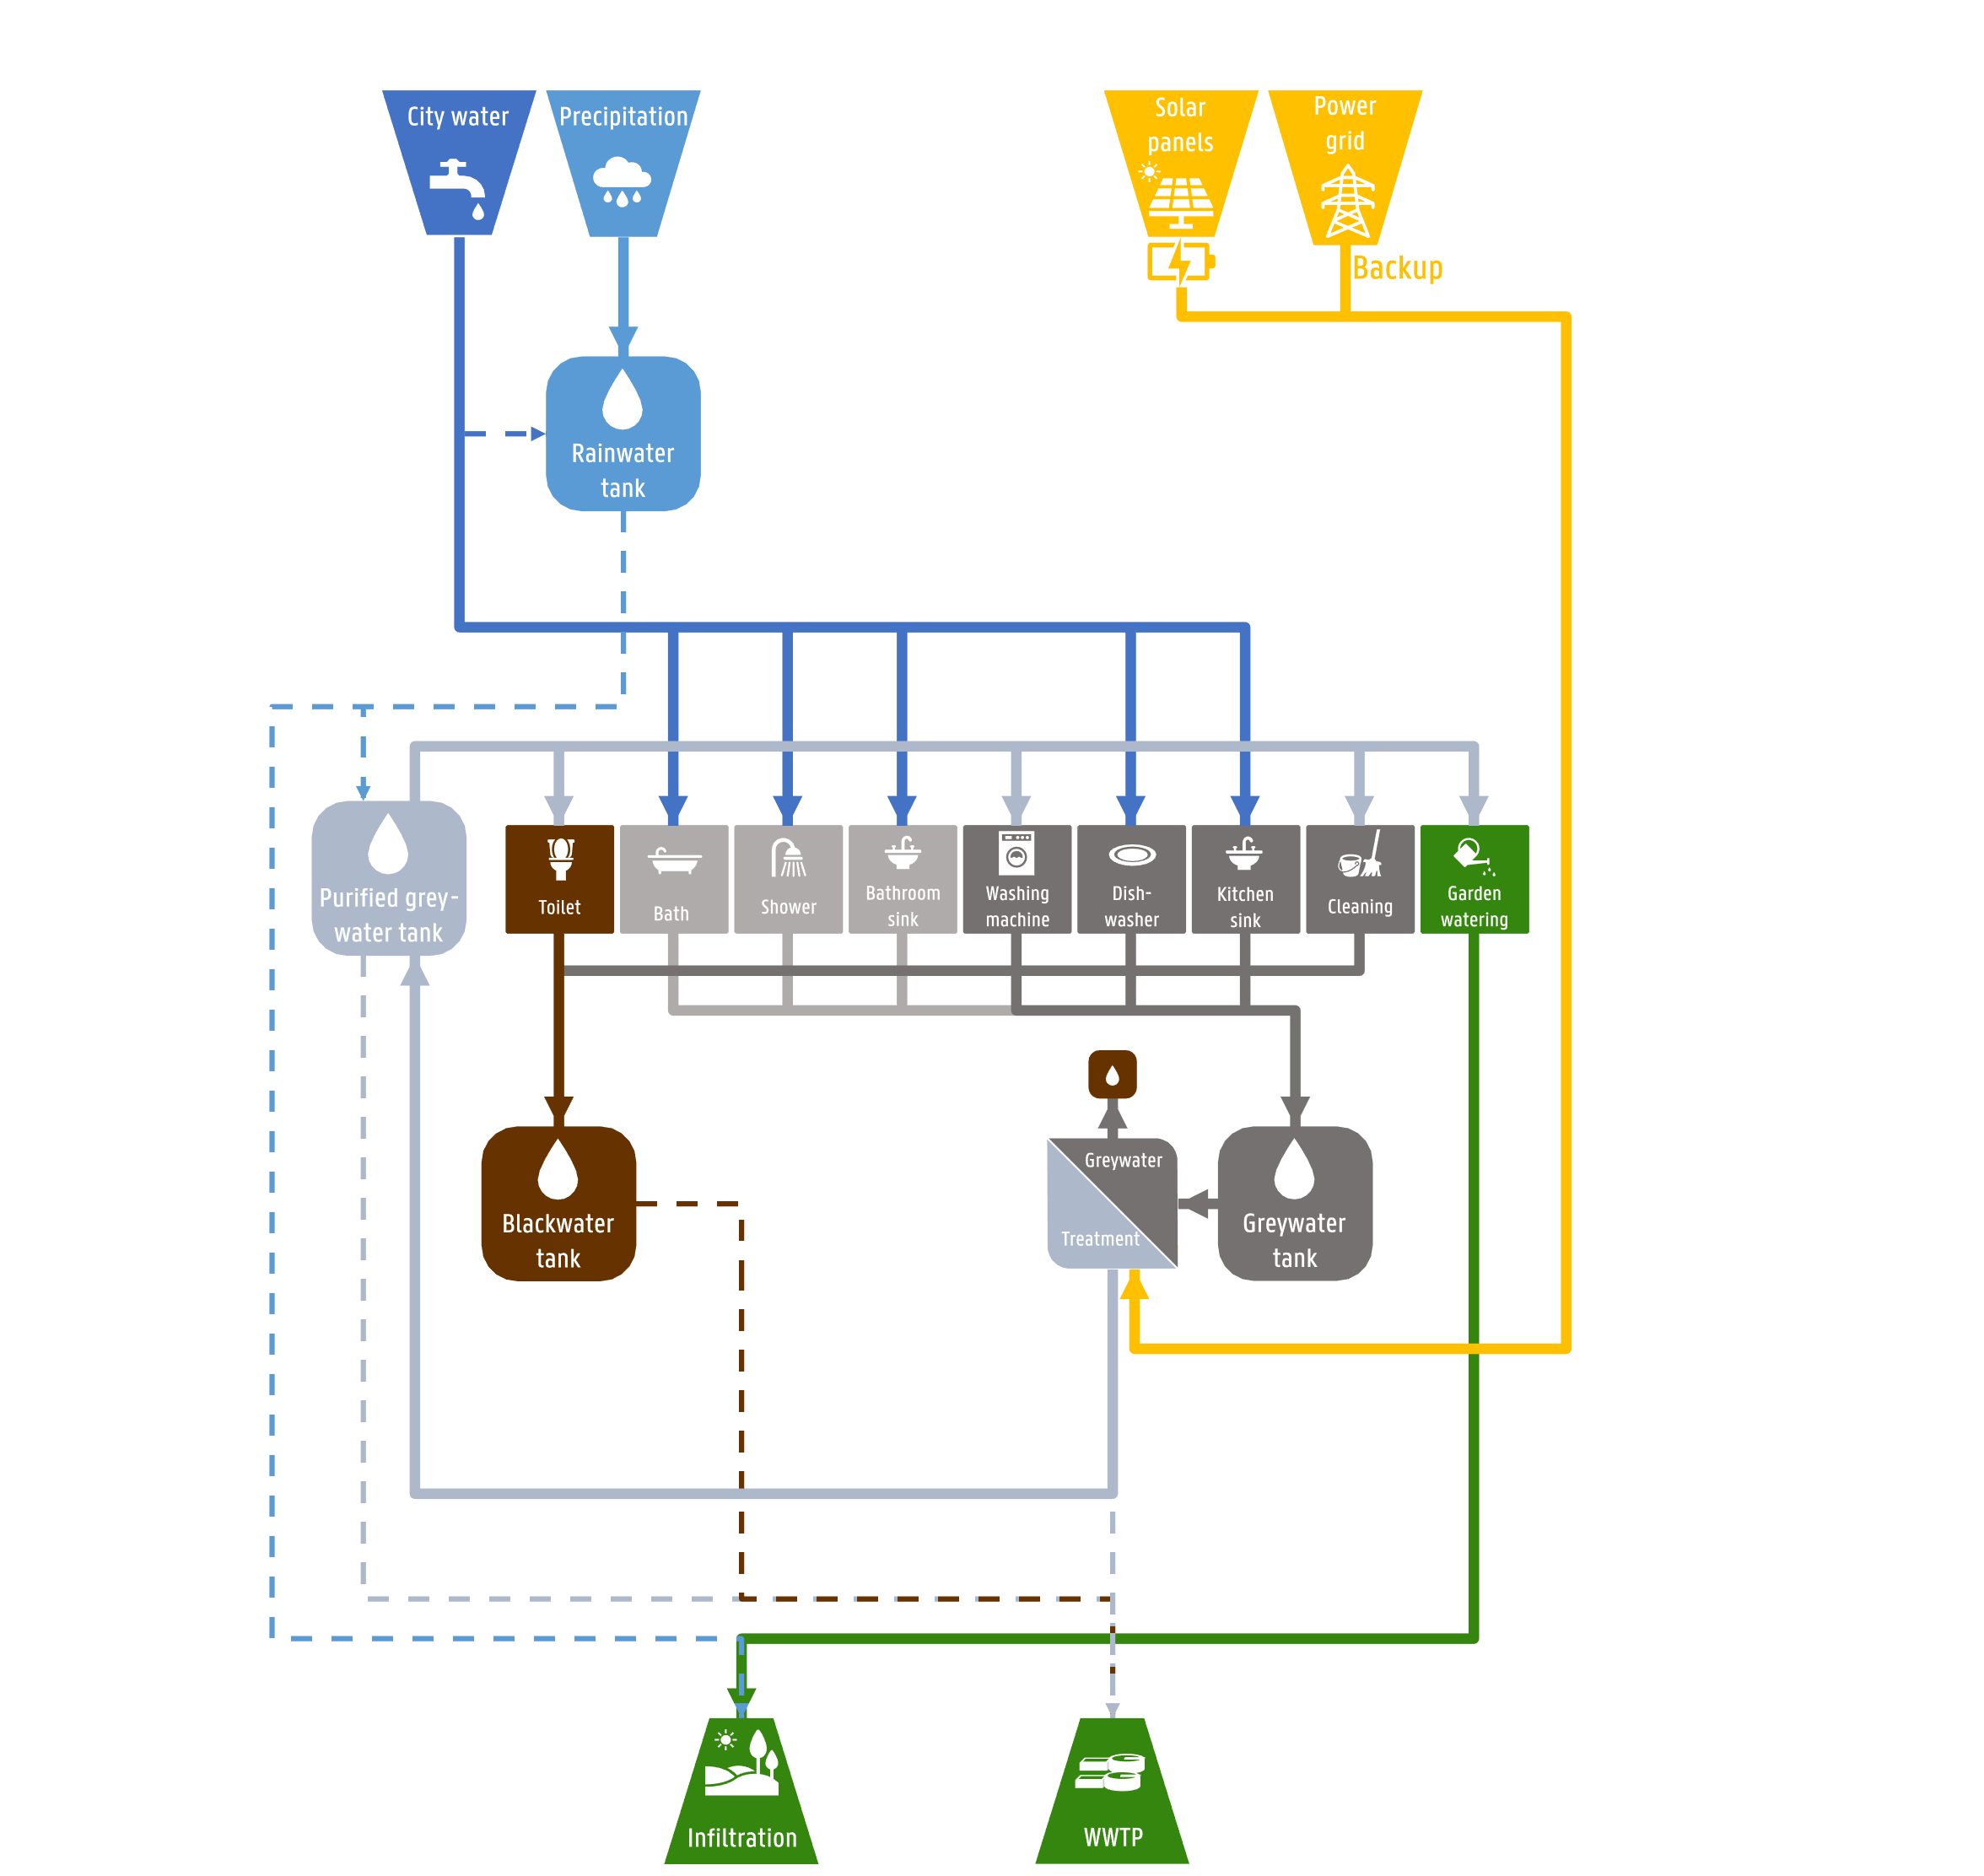 City water
Precipitation
Solar
panels
Power
grid
Backup
Rainwater
tank
Purified grey-
water tank
Toilet
Bath
Shower
Bathroom
sink
Washing
machine
Dish-
washer
Kitchen
sink
Cleaning
Garden
watering
Blackwater
tank
Greywater
Treatment
Greywater
tank
Infiltration
WWTP